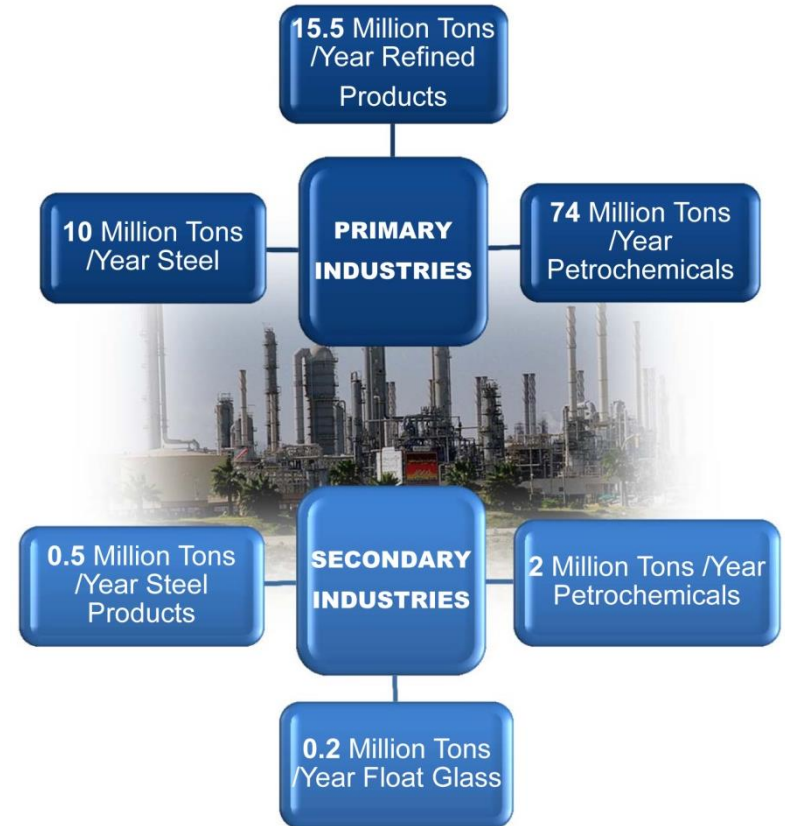 15.5 Million Tons
/Year Refined
Products
10 Million Tons
/Year Steel
PRIMARY
INDUSTRIES
74 Million Tons
/Year
Petrochemicals
0.5 Million Tons
/Year Steel
Products
SECONDARY
INDUSTRIES
2 Million Tons /Year
Petrochemicals
0.2 Million Tons
/Year Float Glass